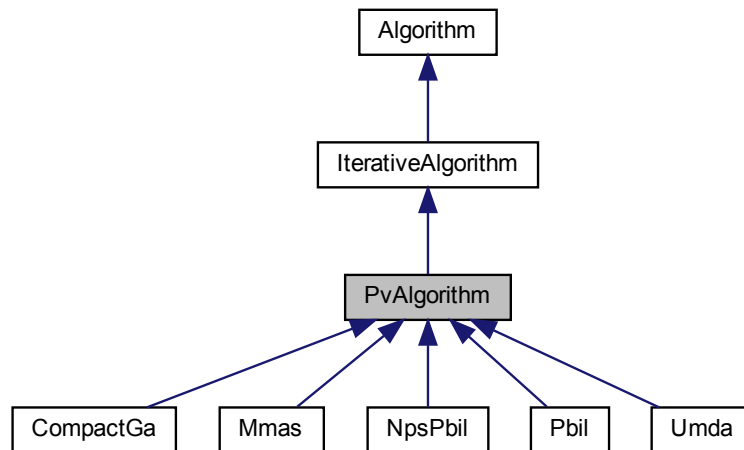 Algorithm
IterativeAlgorithm
PvAlgorithm
CompactGa
Mmas
NpsPbil
Pbil
Umda